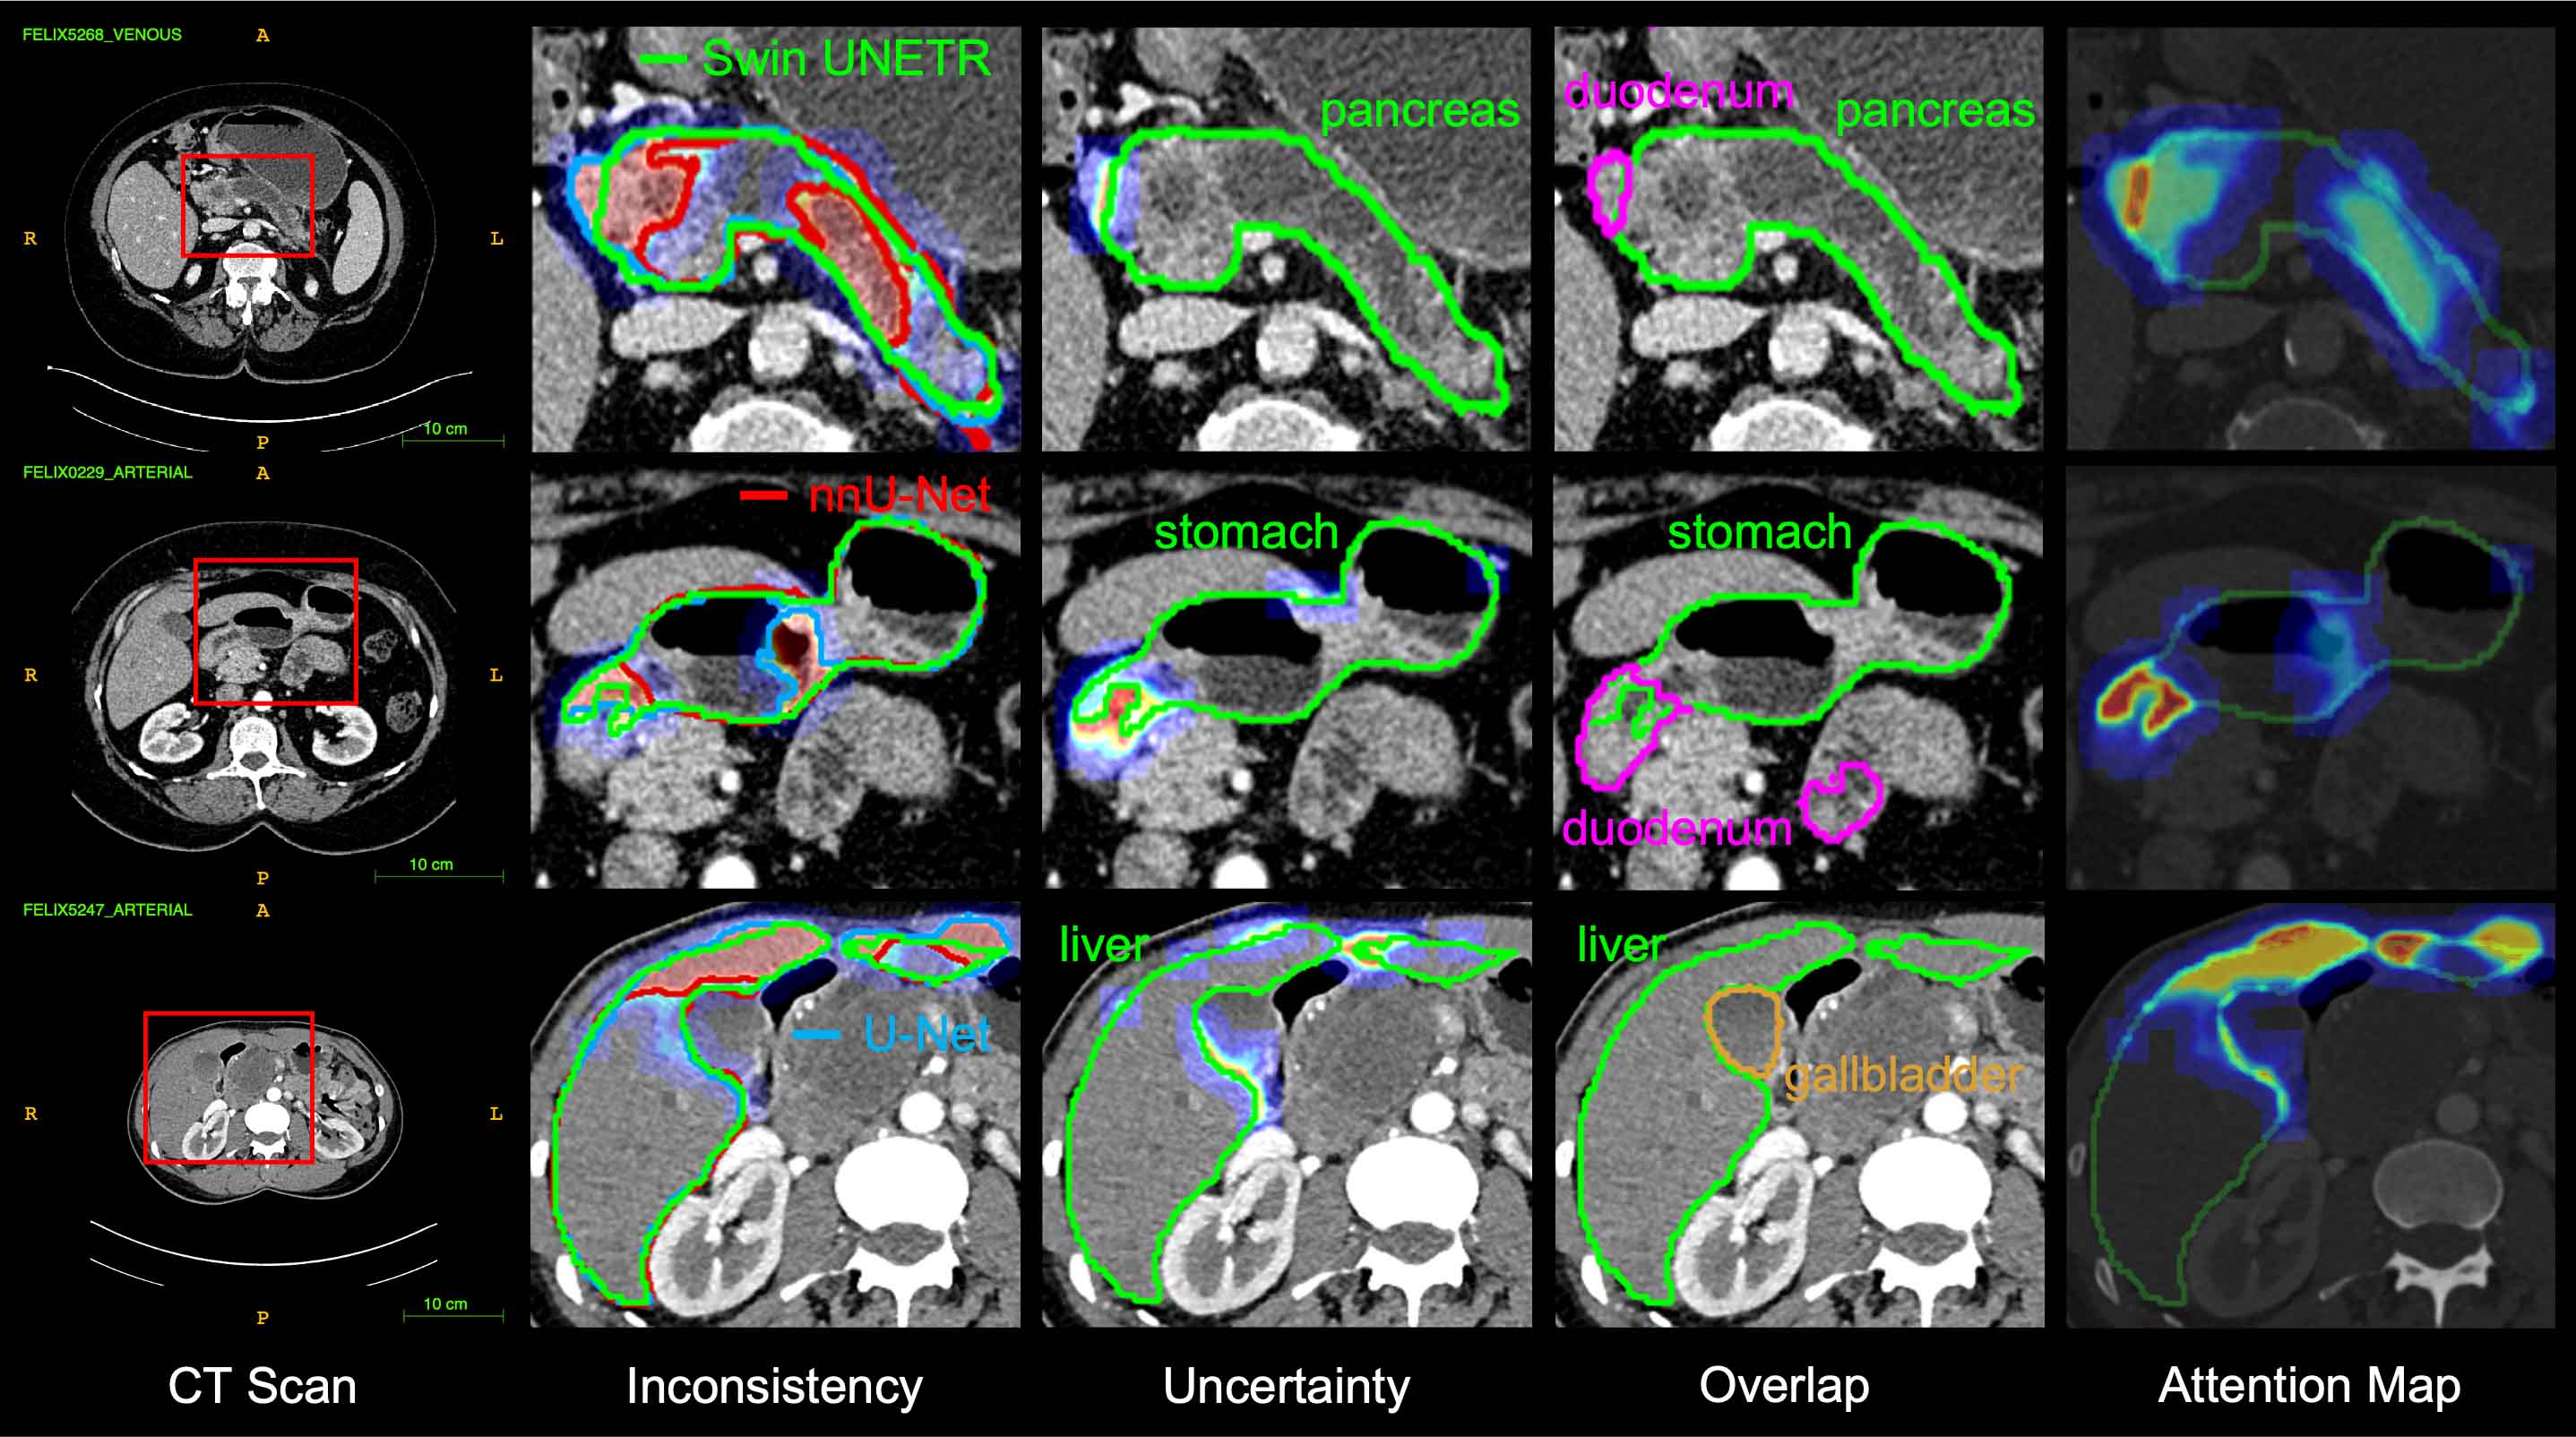 FELIX5268_VENOUS
A
R
L
10 cm
P
Swin UNETR
pancreas
duodenum
pancreas
FELIX0229_ARTERIAL
A
R
L
10 cm
P
nnU-Net
stomach
stomach
duodenum
FELIX5247_ARTERIAL
A
R
L
10 cm
P
U-Net
liver
liver
gallbladder
CT Scan
Inconsistency
Uncertainty
Overlap
Attention Map